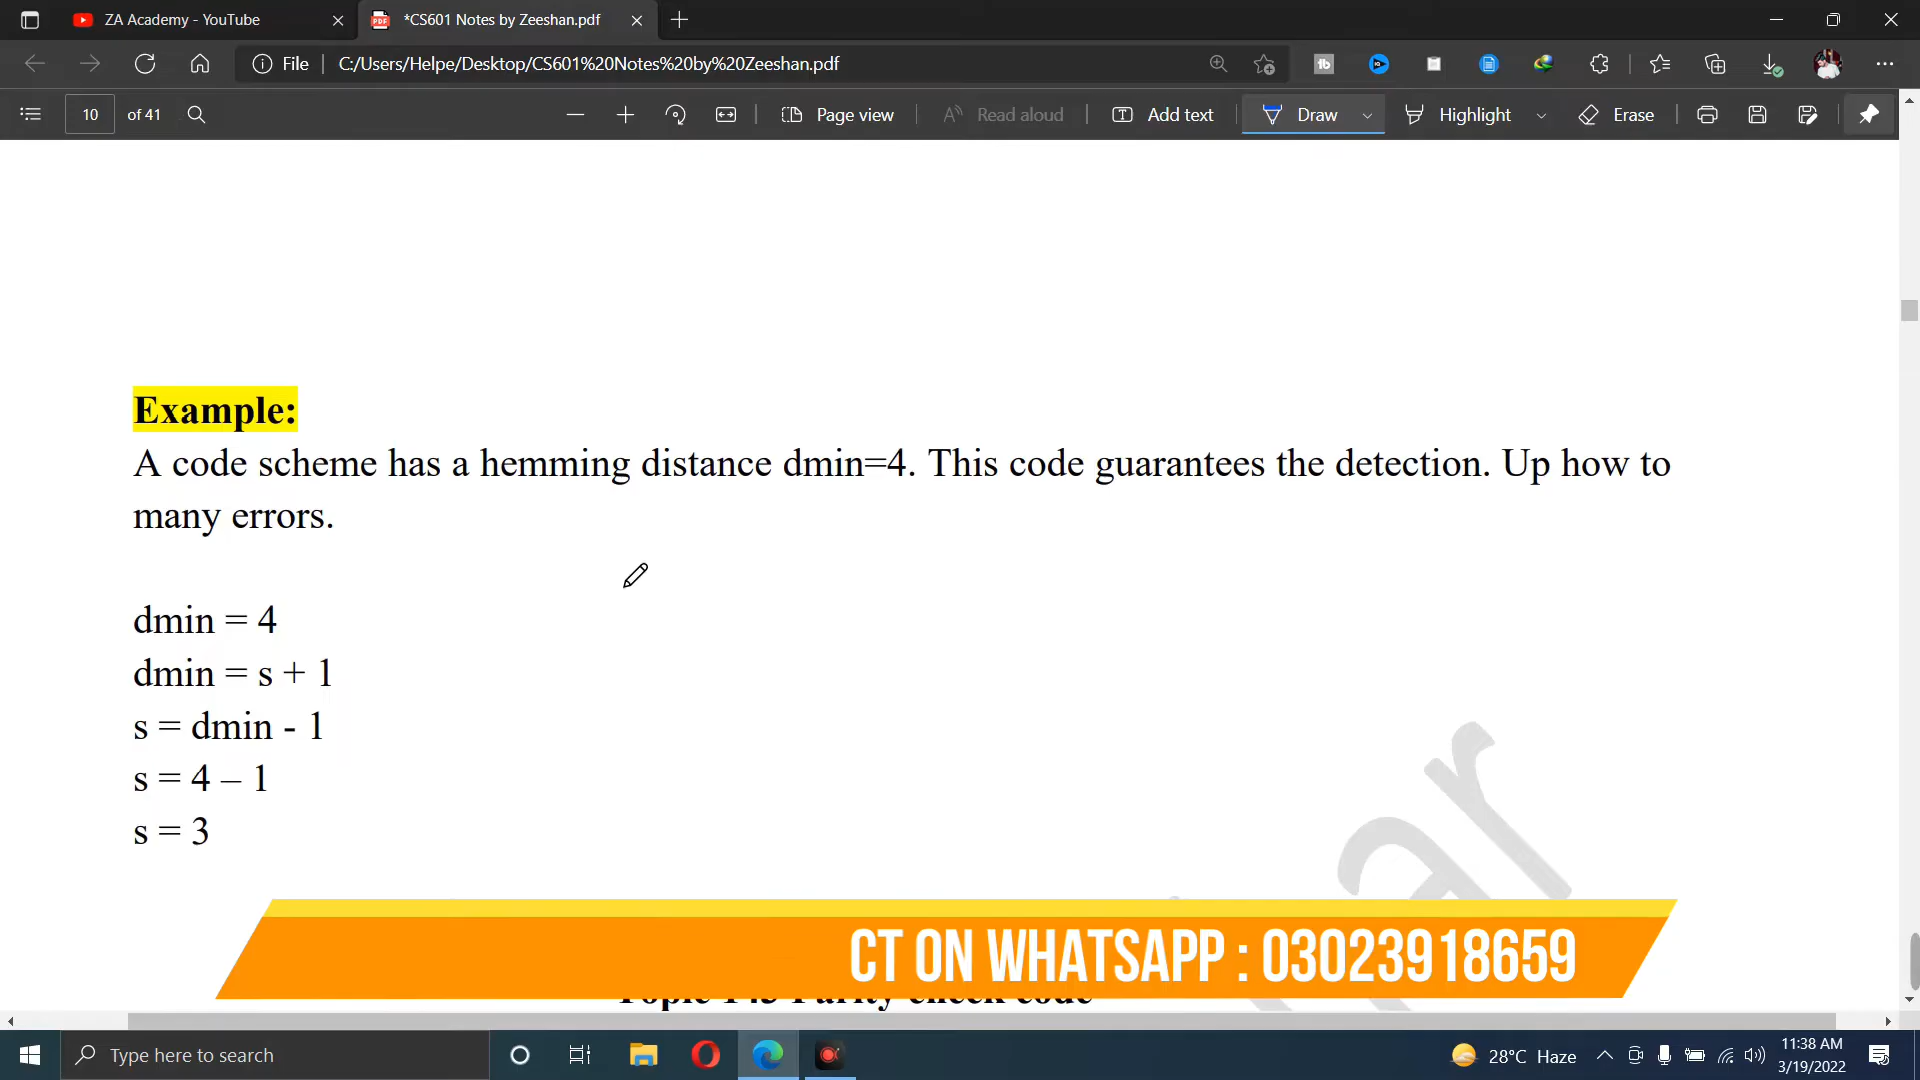 ZA Academy - YouTube
*CS601 Notes by Zeeshan.pdf
File
C:/Users/Helpe/Desktop/CS601%20Notes%20by%20Zeeshan.pdf
10 of 41
Page view
Read aloud
Add text
Draw
Highlight
Erase
Example:
A code scheme has a hemming distance dmin=4. This code guarantees the detection. Up how to
many errors.
dmin = 4
dmin = s + 1
s = dmin - 1
s = 4 – 1
s = 3
CT ON WHATSAPP : 03023918659
Type here to search
28°C Haze
11:38 AM
3/19/2022